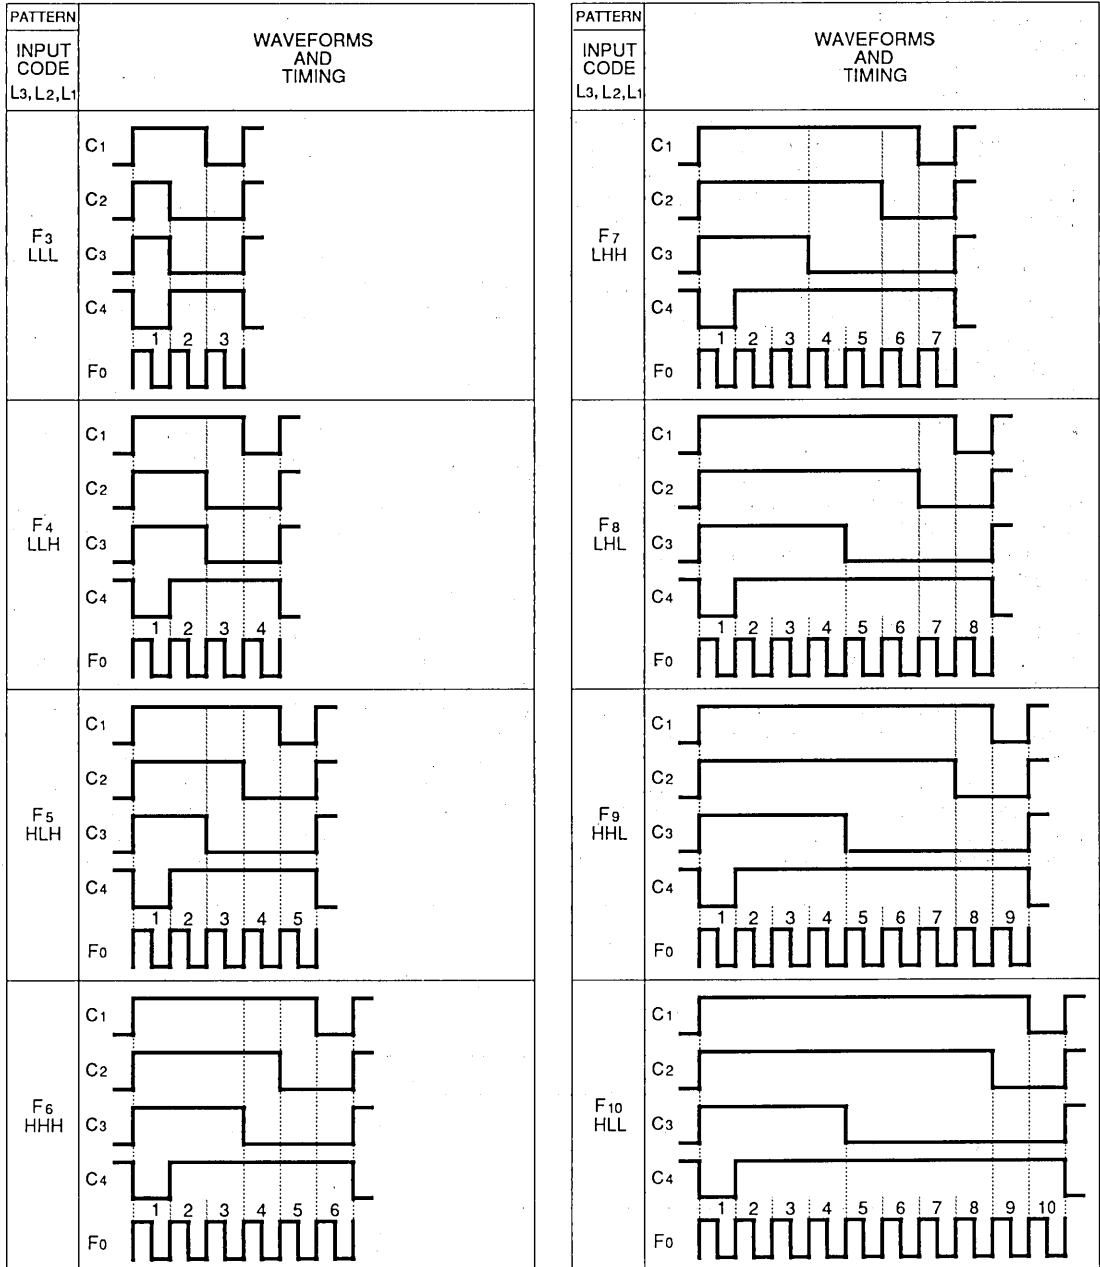 PATTERN
INPUT
CODE
L3, L2, L1
WAVEFORMS
AND
TIMING
F3
LLL
C1
C2
C3
C4
1 2 3
F0
F4
LLH
C1
C2
C3
C4
1 2 3 4
F0
F5
HLH
C1
C2
C3
C4
1 2 3 4 5
F0
F6
HHH
C1
C2
C3
C4
1 2 3 4 5 6
F0
PATTERN
INPUT
CODE
L3, L2, L1
WAVEFORMS
AND
TIMING
F7
LHH
C1
C2
C3
C4
1 2 3 4 5 6 7
F0
F8
LHL
C1
C2
C3
C4
1 2 3 4 5 6 7 8
F0
F9
HHL
C1
C2
C3
C4
1 2 3 4 5 6 7 8 9
F0
F10
HLL
C1
C2
C3
C4
1 2 3 4 5 6 7 8 9 10
F0